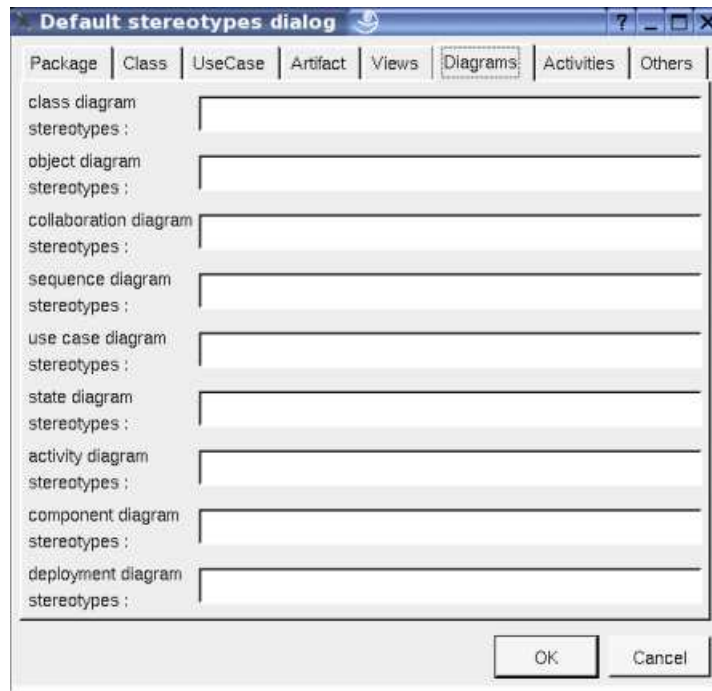 Default stereotypes dialog ?
Package Class UseCase Artifact Views Diagrams Activities Others
class diagram
stereotypes :
object diagram
stereotypes :
collaboration diagram
stereotypes :
sequence diagram
stereotypes :
use case diagram
stereotypes :
state diagram
stereotypes :
activity diagram
stereotypes :
component diagram
stereotypes :
deployment diagram
stereotypes :
OK Cancel